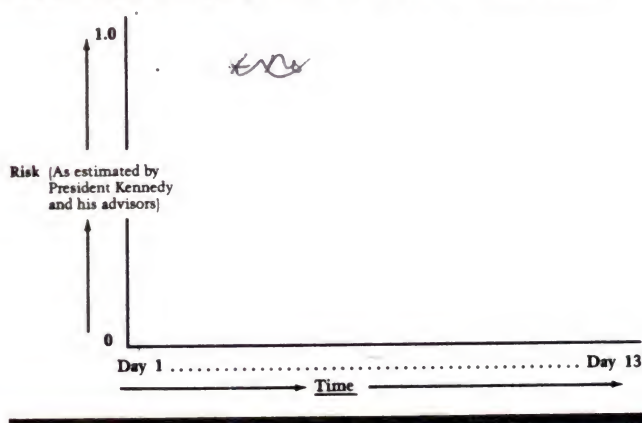 1.0
Risk (As estimated by
President Kennedy
and his advisors)
0
Day 1 ........................................................ Day 13
Time